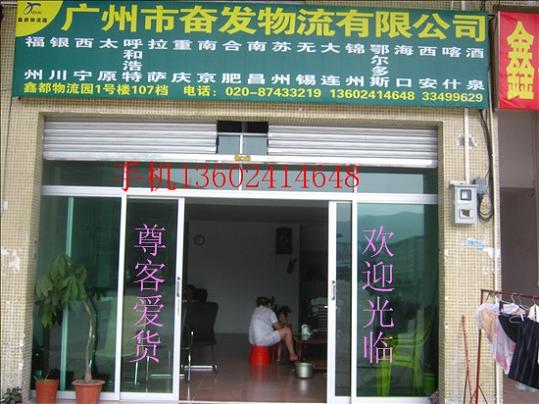 广州市奋发物流有限公司
福州 银川 西宁 太原 呼和浩特 拉萨 重庆 南京 合肥 南昌 苏州 无锡 大连 锦州 鄂尔多斯 海口 西安 喀什 酒泉
鑫都物流园1号楼107档 电话：020-87433219 13602414648 33499629
手机13602414648
尊客爱货
欢迎光临